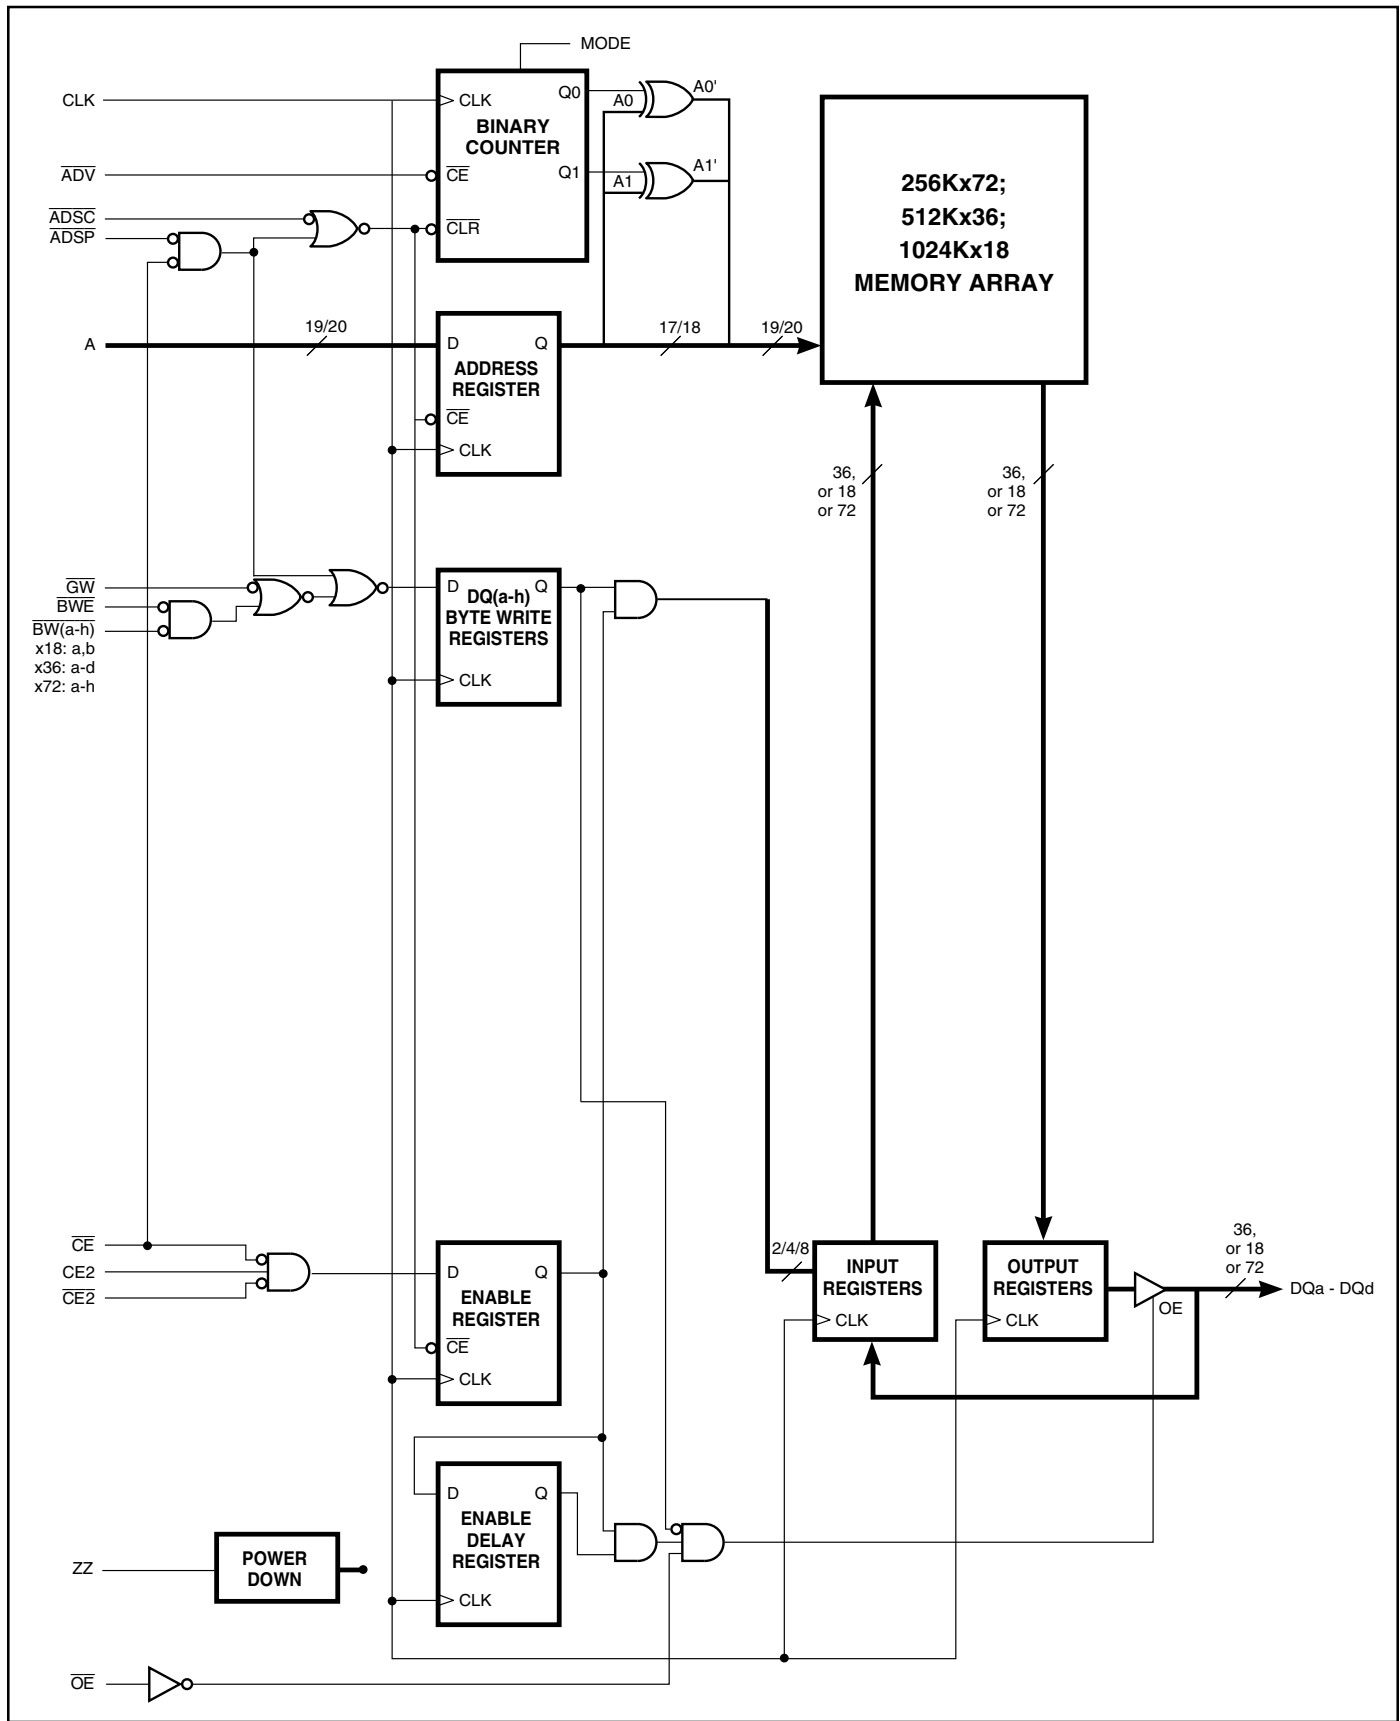 MODE
CLK
CLK
Q0
A0
A0'
BINARY
COUNTER
ADV
CE
Q1
A1
A1'
ADSC
ADSP
CLR
256Kx72;
512Kx36;
1024Kx18
MEMORY ARRAY
A
19/20
D
Q
17/18
19/20
ADDRESS
REGISTER
CE
CLK
36,
or 18
or 72
36,
or 18
or 72
GW
BWE
BW(a-h)
x18: a,b
x36: a-d
x72: a-h
D
Q
DQ(a-h)
BYTE WRITE
REGISTERS
CLK
CE
CE2
CE2
D
Q
ENABLE
REGISTER
CE
CLK
2/4/8
INPUT
REGISTERS
CLK
OUTPUT
REGISTERS
CLK
OE
36,
or 18
or 72
DQa - DQd
D
Q
ENABLE
DELAY
REGISTER
CLK
ZZ
POWER
DOWN
OE